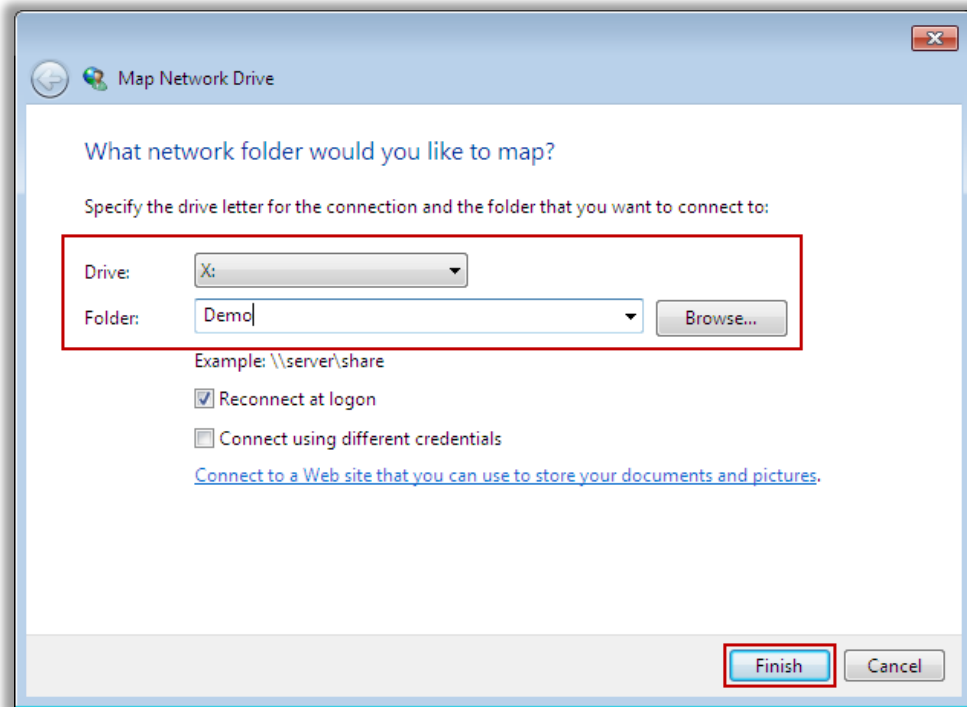 Map Network Drive
What network folder would you like to map?
Specify the drive letter for the connection and the folder that you want to connect to:
Drive: X:
Folder: Demo Browse...
Example: \\server\share
Reconnect at logon
Connect using different credentials
Connect to a Web site that you can use to store your documents and pictures.
Finish Cancel